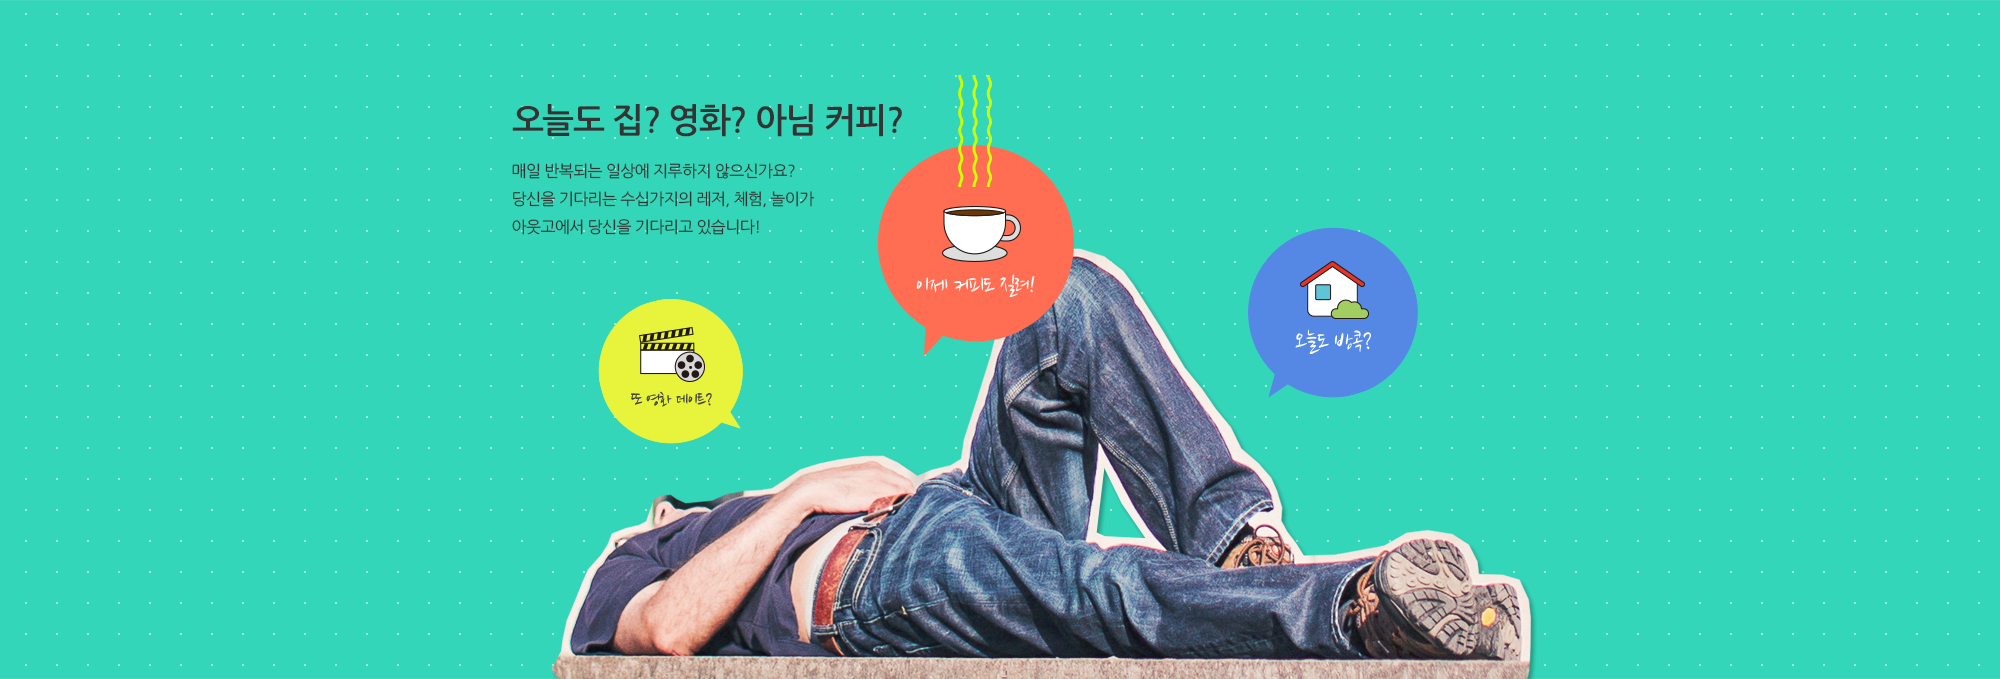 오늘도 집? 영화? 아님 커피?
매일 반복되는 일상에 지루하지 않으신가요?
당신을 기다리는 수십가지의 레저, 체험, 놀이가
아웃고에서 당신을 기다리고 있습니다!
이제 커피도 질려!
오늘도 방콕?
또 영화 데이트?